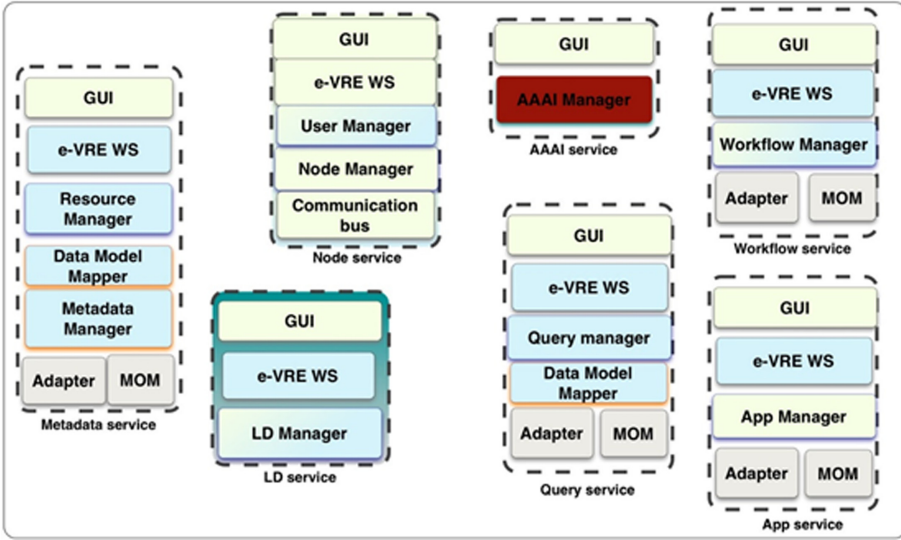 GUI
e-VRE WS
Resource
Manager
Data Model
Mapper
Metadata
Manager
Adapter
MOM
Metadata service
GUI
e-VRE WS
User Manager
Node Manager
Communication
bus
Node service
GUI
e-VRE WS
LD Manager
LD service
GUI
AAAI Manager
AAAI service
GUI
e-VRE WS
Query manager
Data Model
Mapper
Adapter
MOM
Query service
GUI
e-VRE WS
Workflow Manager
Adapter
MOM
Workflow service
GUI
e-VRE WS
App Manager
Adapter
MOM
App service